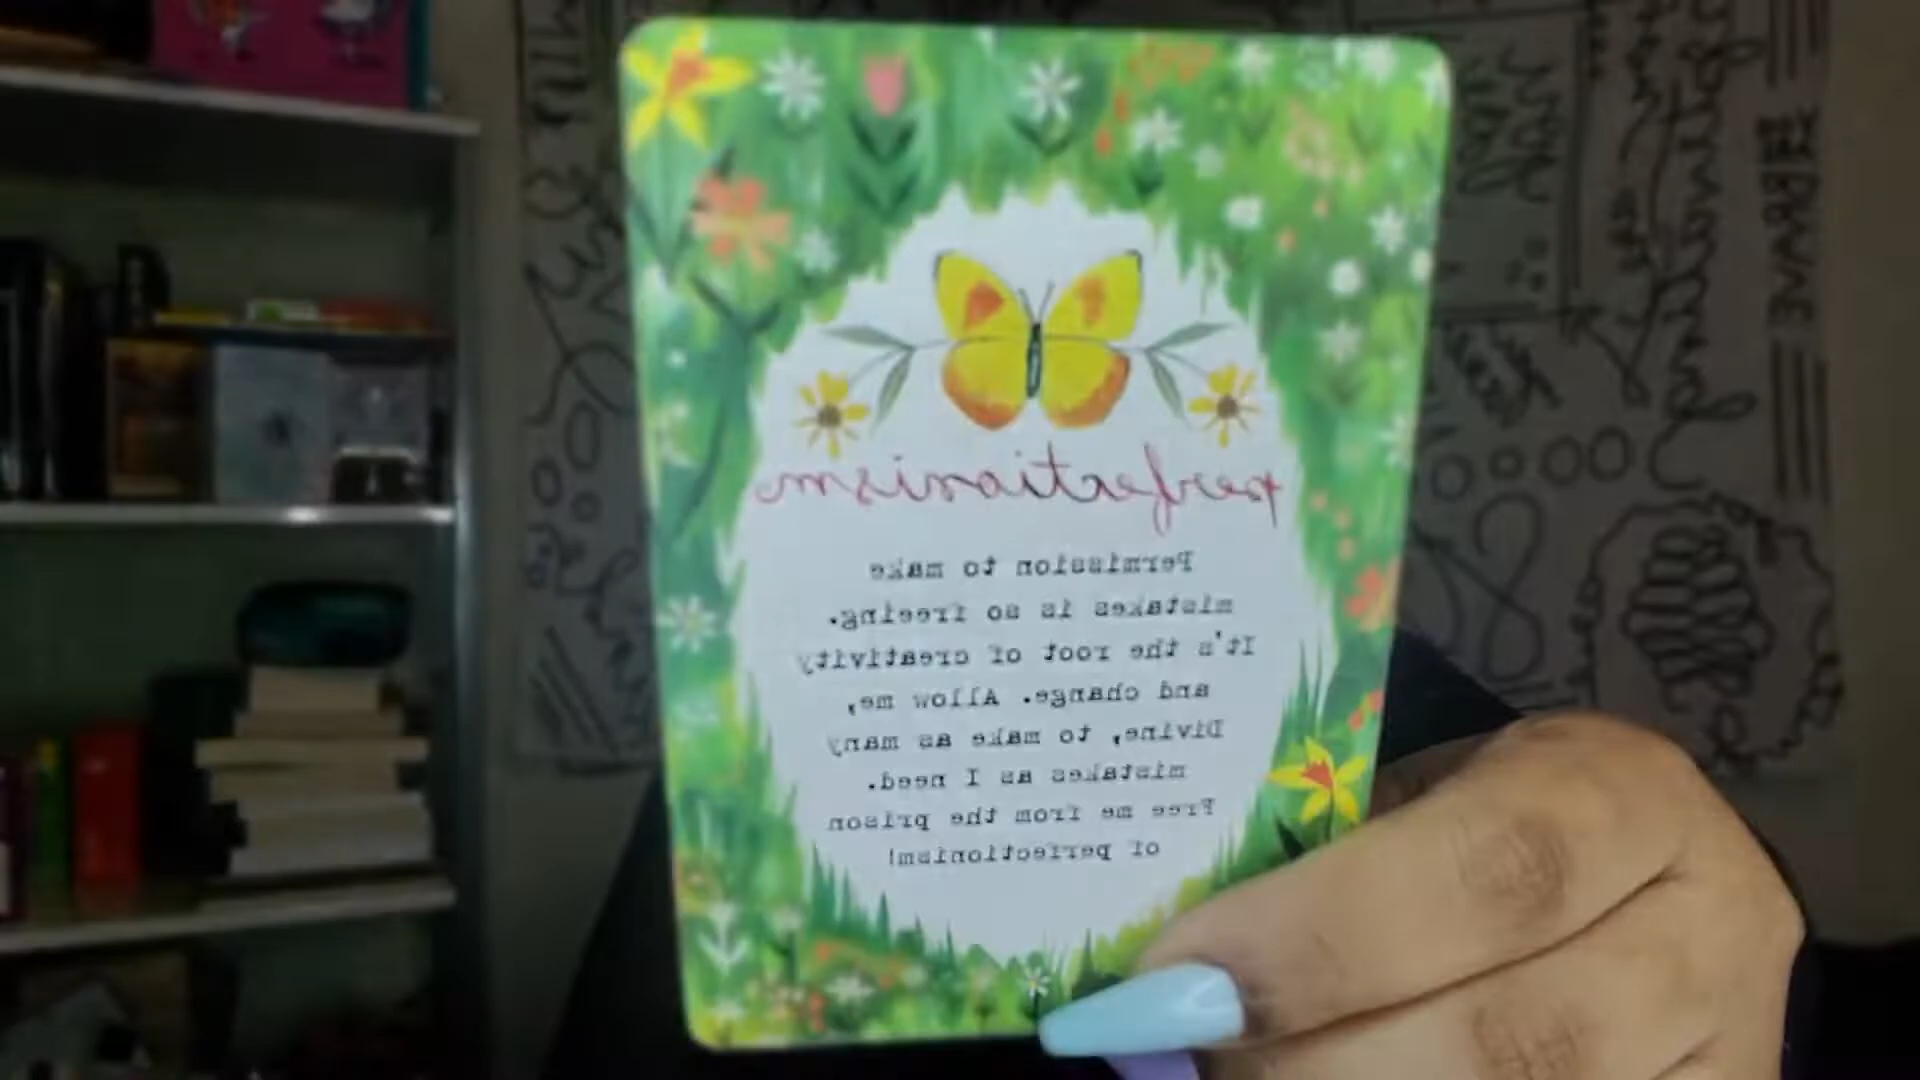 perfectionism
Permission to make
mistakes is so freeing.
It's the root of creativity
and change. Allow me,
Divine, to make as many
mistakes as I need.
Free me from the prison
of perfectionism!